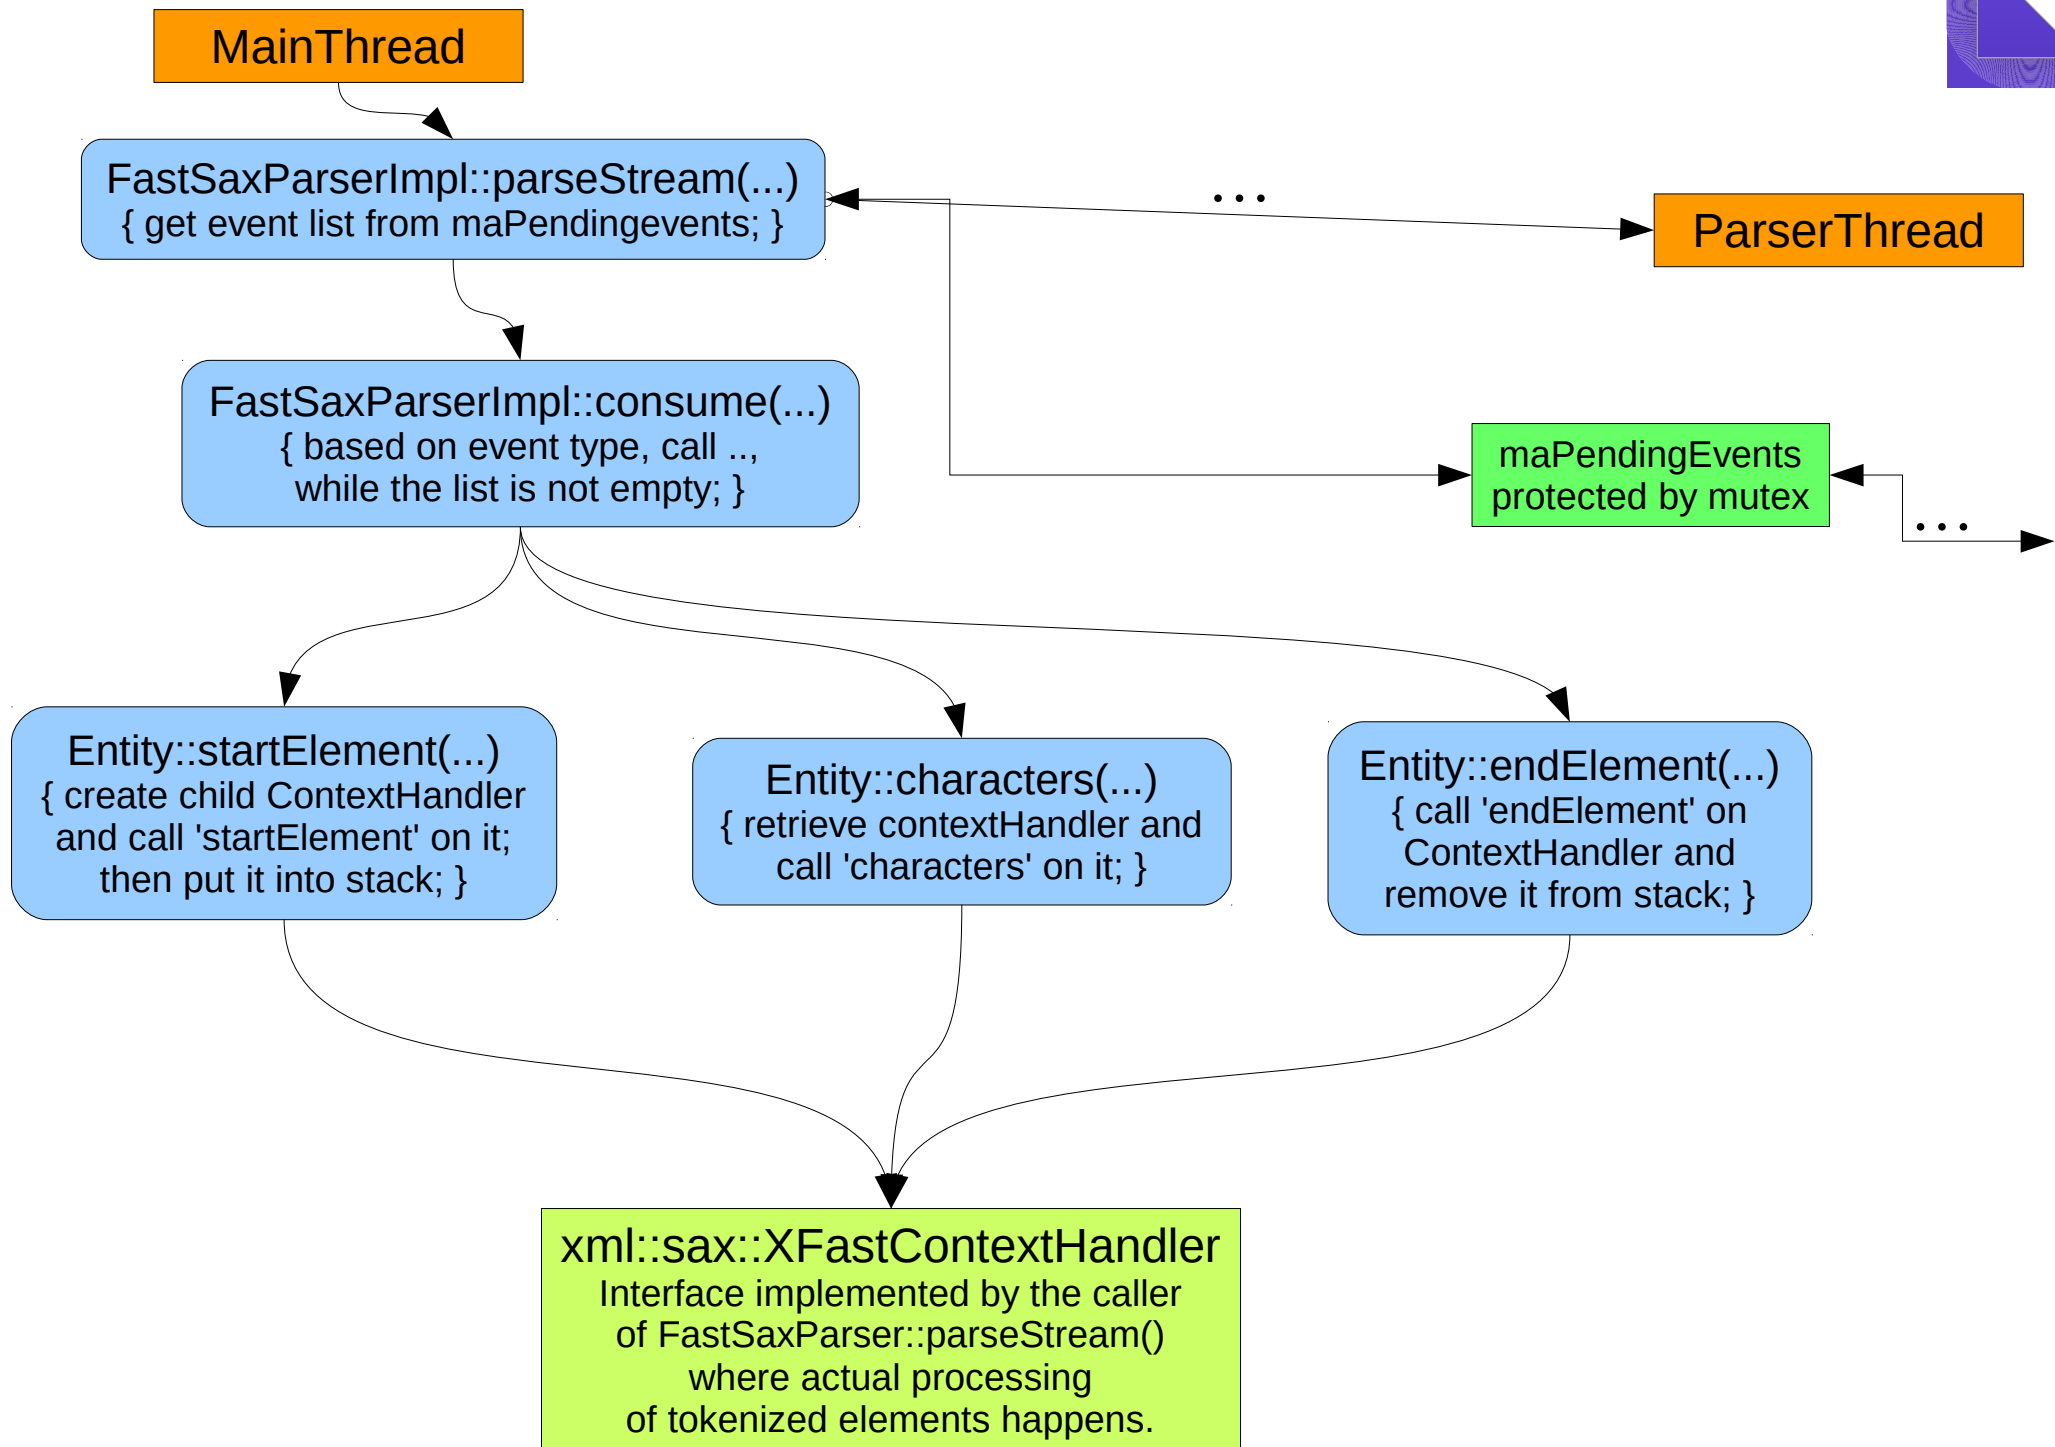 MainThread
FastSaxParserImpl::parseStream(...)
{ get event list from maPendingevents; }
...
ParserThread
FastSaxParserImpl::consume(...)
{ based on event type, call ..,
while the list is not empty; }
maPendingEvents
protected by mutex
...
Entity::startElement(...)
{ create child ContextHandler
and call 'startElement' on it;
then put it into stack; }
Entity::characters(...)
{ retrieve contextHandler and
call 'characters' on it; }
Entity::endElement(...)
{ call 'endElement' on
ContextHandler and
remove it from stack; }
xml::sax::XFastContextHandler
Interface implemented by the caller
of FastSaxParser::parseStream()
where actual processing
of tokenized elements happens.